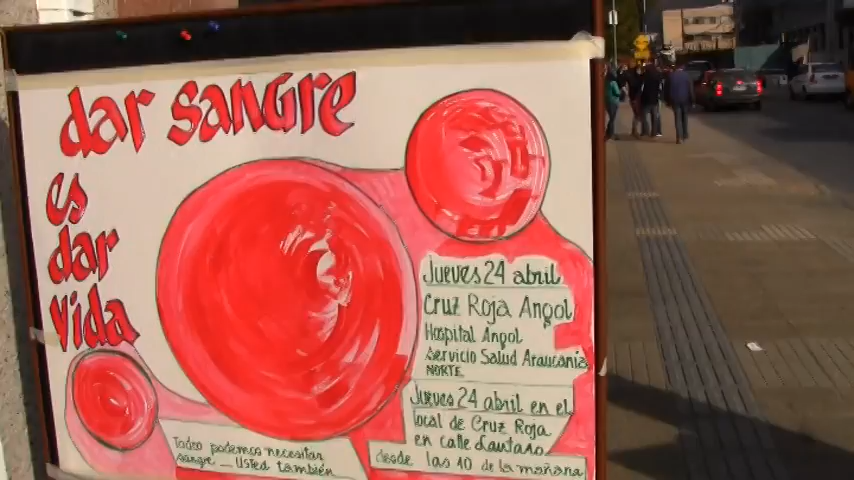 dar sangre
es
dar
vida
Jueves 24 abril
Cruz Roja Angol
Hospital Angol
Servicio Salud Araucanía
NORTE
Jueves 24 abril en el
local de Cruz Roja
en calle Lautaro
desde las 10 de la mañana
Todos podemos necesitar
sangre ... Usted también